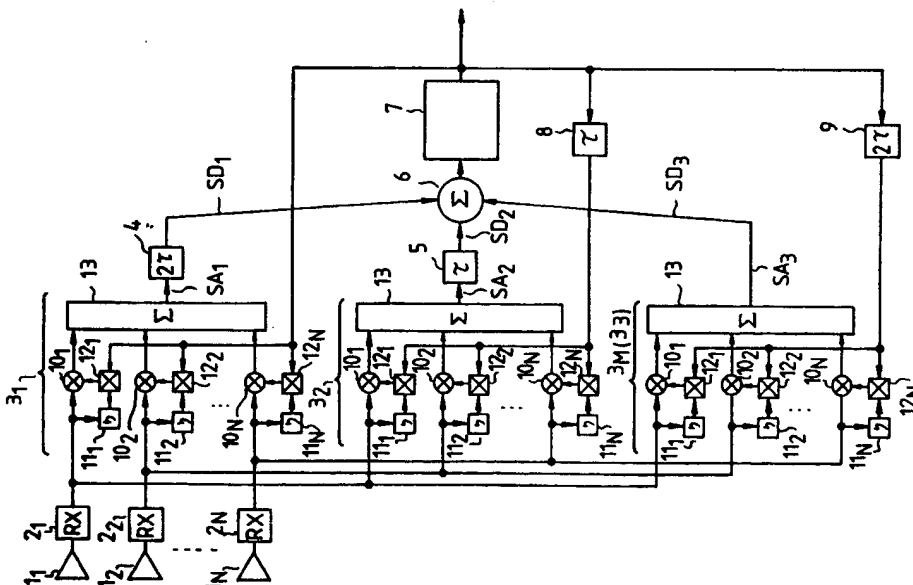 1₁ 2₁ RX
1₂ 2₂ RX
1N 2N RX
3₁
10₁ 12₁ 11₁
10₂ 12₂ 11₂
10N 12N 11N
13 Σ
SA₁
4 τ2
SD₁
3₂
10₁ 12₁ 11₁
10₂ 12₂ 11₂
10N 12N 11N
13 Σ
SA₂
5 τ
SD₂
6 Σ
7
3M(33)
10₁ 12₁ 11₁
10₂ 12₂ 11₂
10N 12N 11N
13 Σ
SA₃
SD₃
8 τ
9 τ2